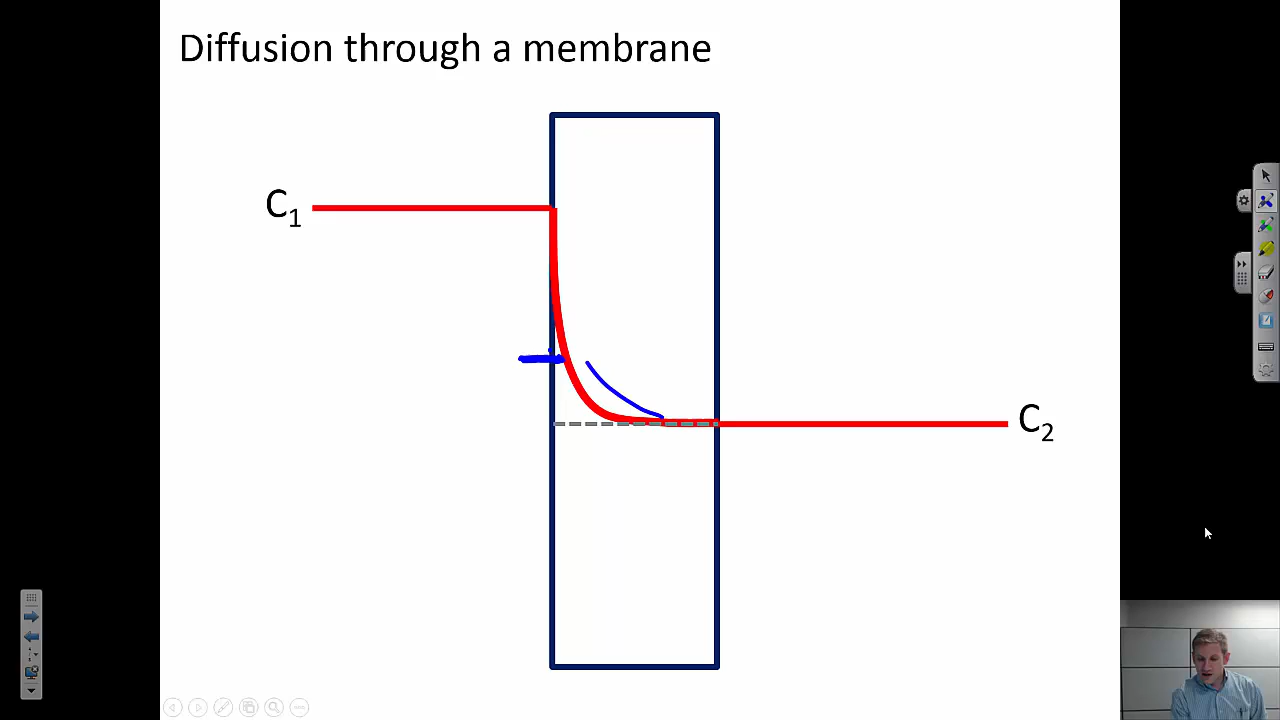 Diffusion through a membrane
C₁
C₂